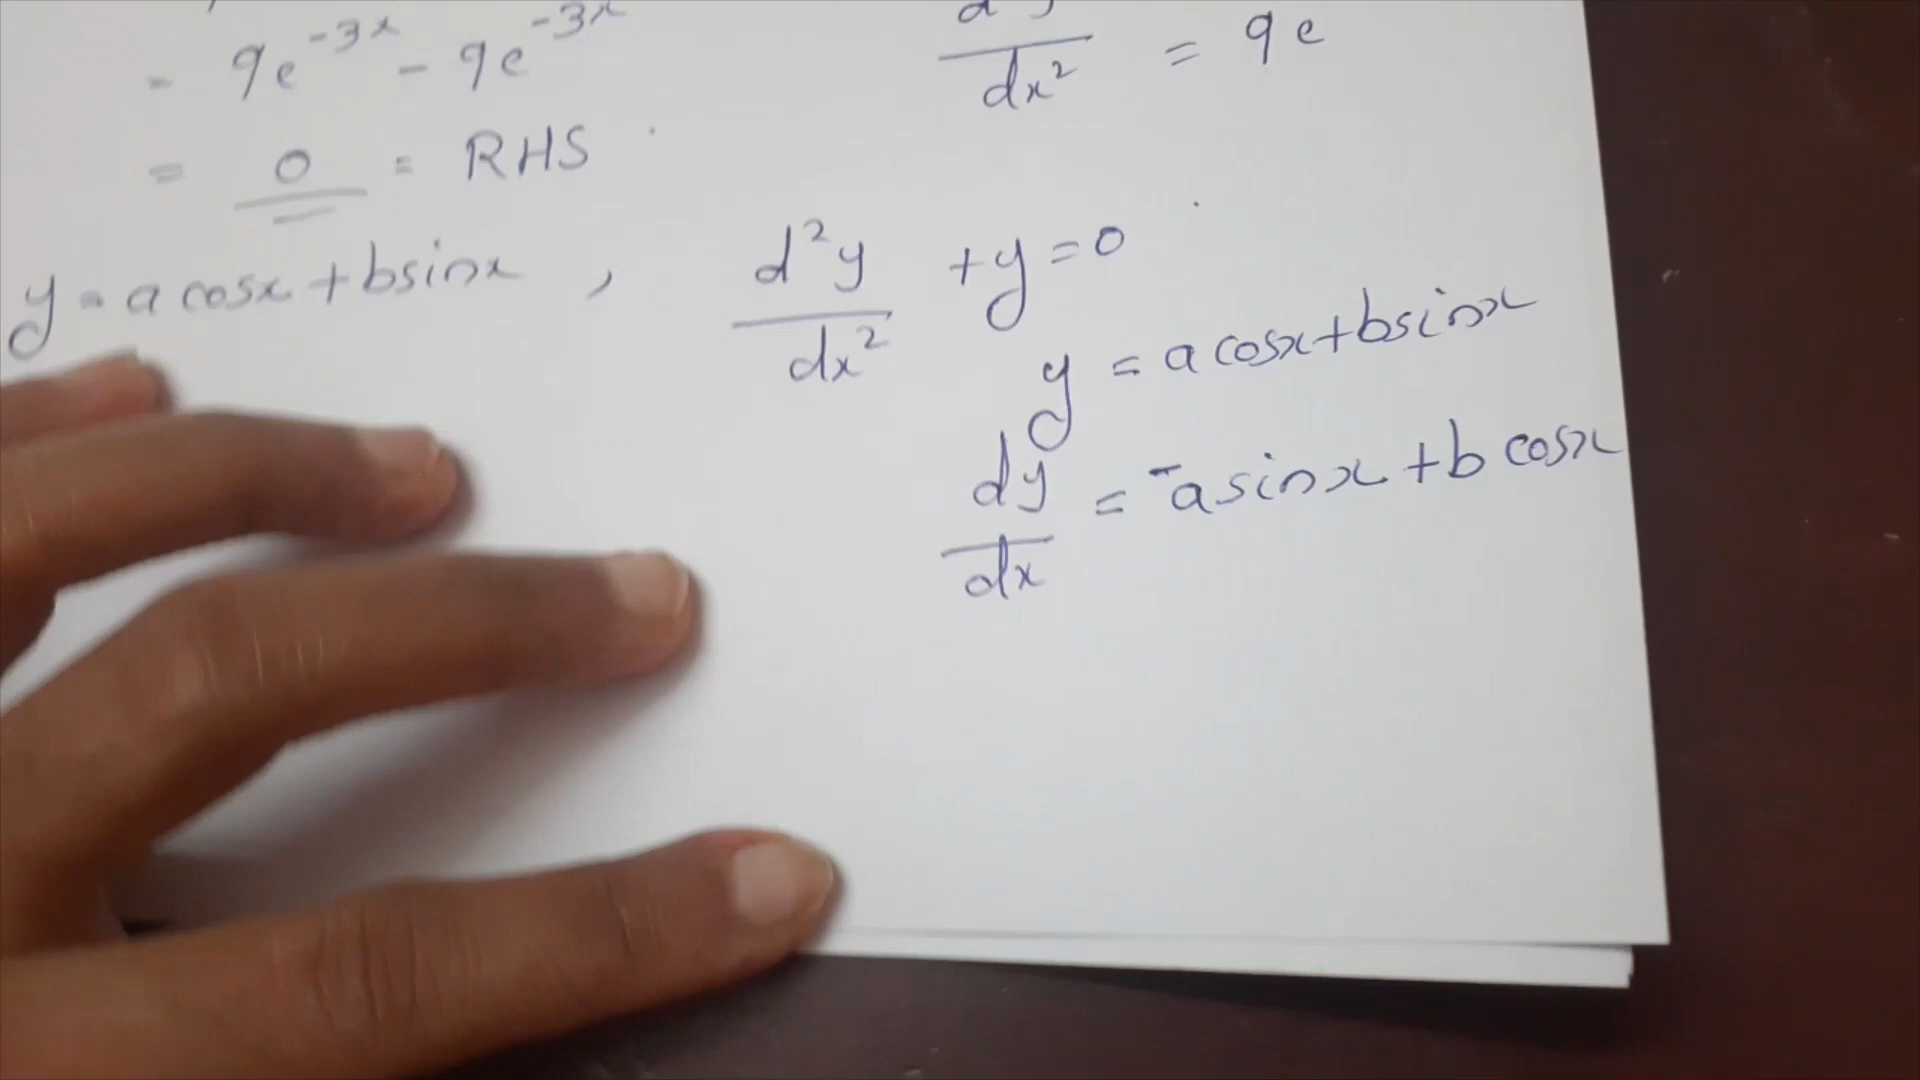 = 9e^{-3x} - 9e^{-3x}
= 0 = RHS
dx² = 9e
y = a cosx + bsinx , d²y/dx² + y = 0
y = a cosx + bsinx
dy/dx = -a sinx + b cosx